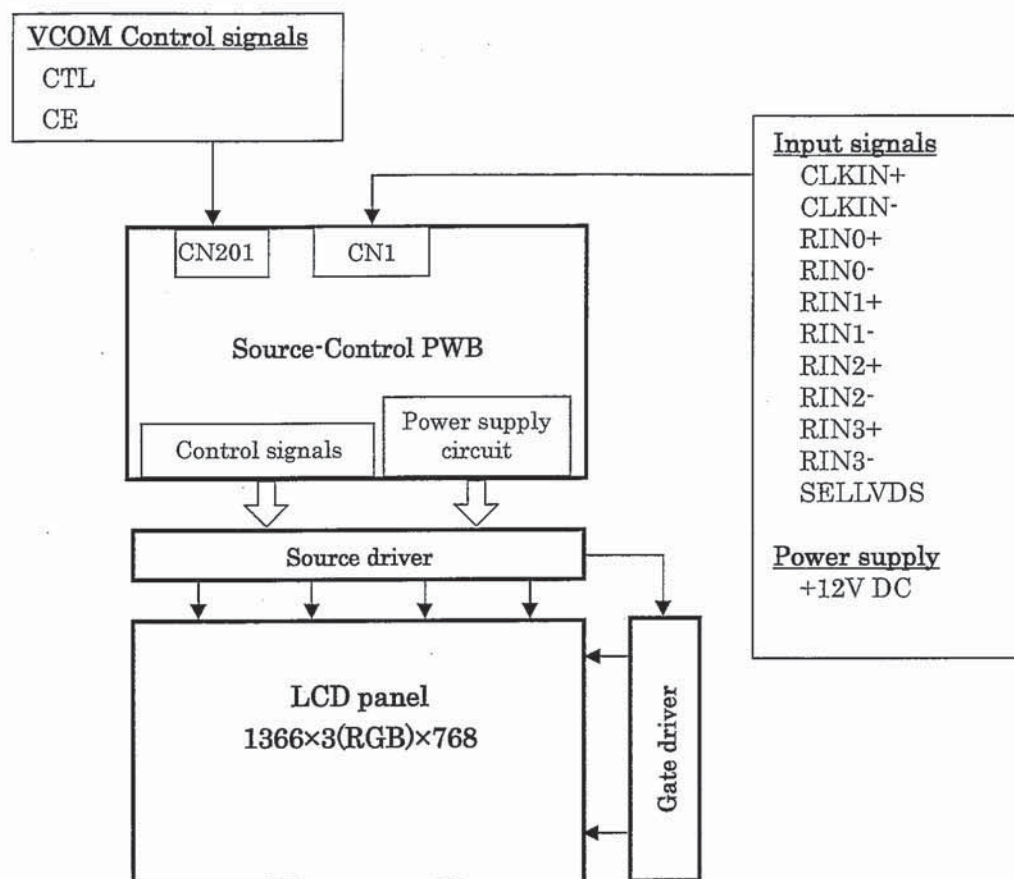 VCOM Control signals
CTL
CE
Input signals
CLKIN+
CLKIN-
RIN0+
RIN0-
RIN1+
RIN1-
RIN2+
RIN2-
RIN3+
RIN3-
SELLVDS
Power supply
+12V DC
CN201
CN1
Source-Control PWB
Control signals
Power supply
circuit
Source driver
LCD panel
1366×3(RGB)×768
Gate driver